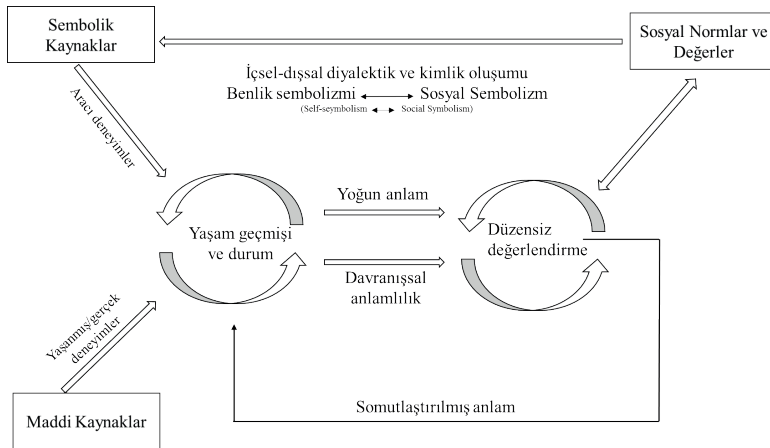 Sembolik
Kaynaklar
Sosyal Normlar ve
Değerler
İçsel-dışsal diyalektik ve kimlik oluşumu
Benlik sembolizmi Sosyal Sembolizm
(Self-seymbolism Social Symbolism)
Aracı deneyimler
Yoğun anlam
Yaşam geçmişi
ve durum
Düzensiz
değerlendirme
Davranışsal
anlamlılık
Yaşanmış/gerçek
deneyimler
Somutlaştırılmış anlam
Maddi Kaynaklar